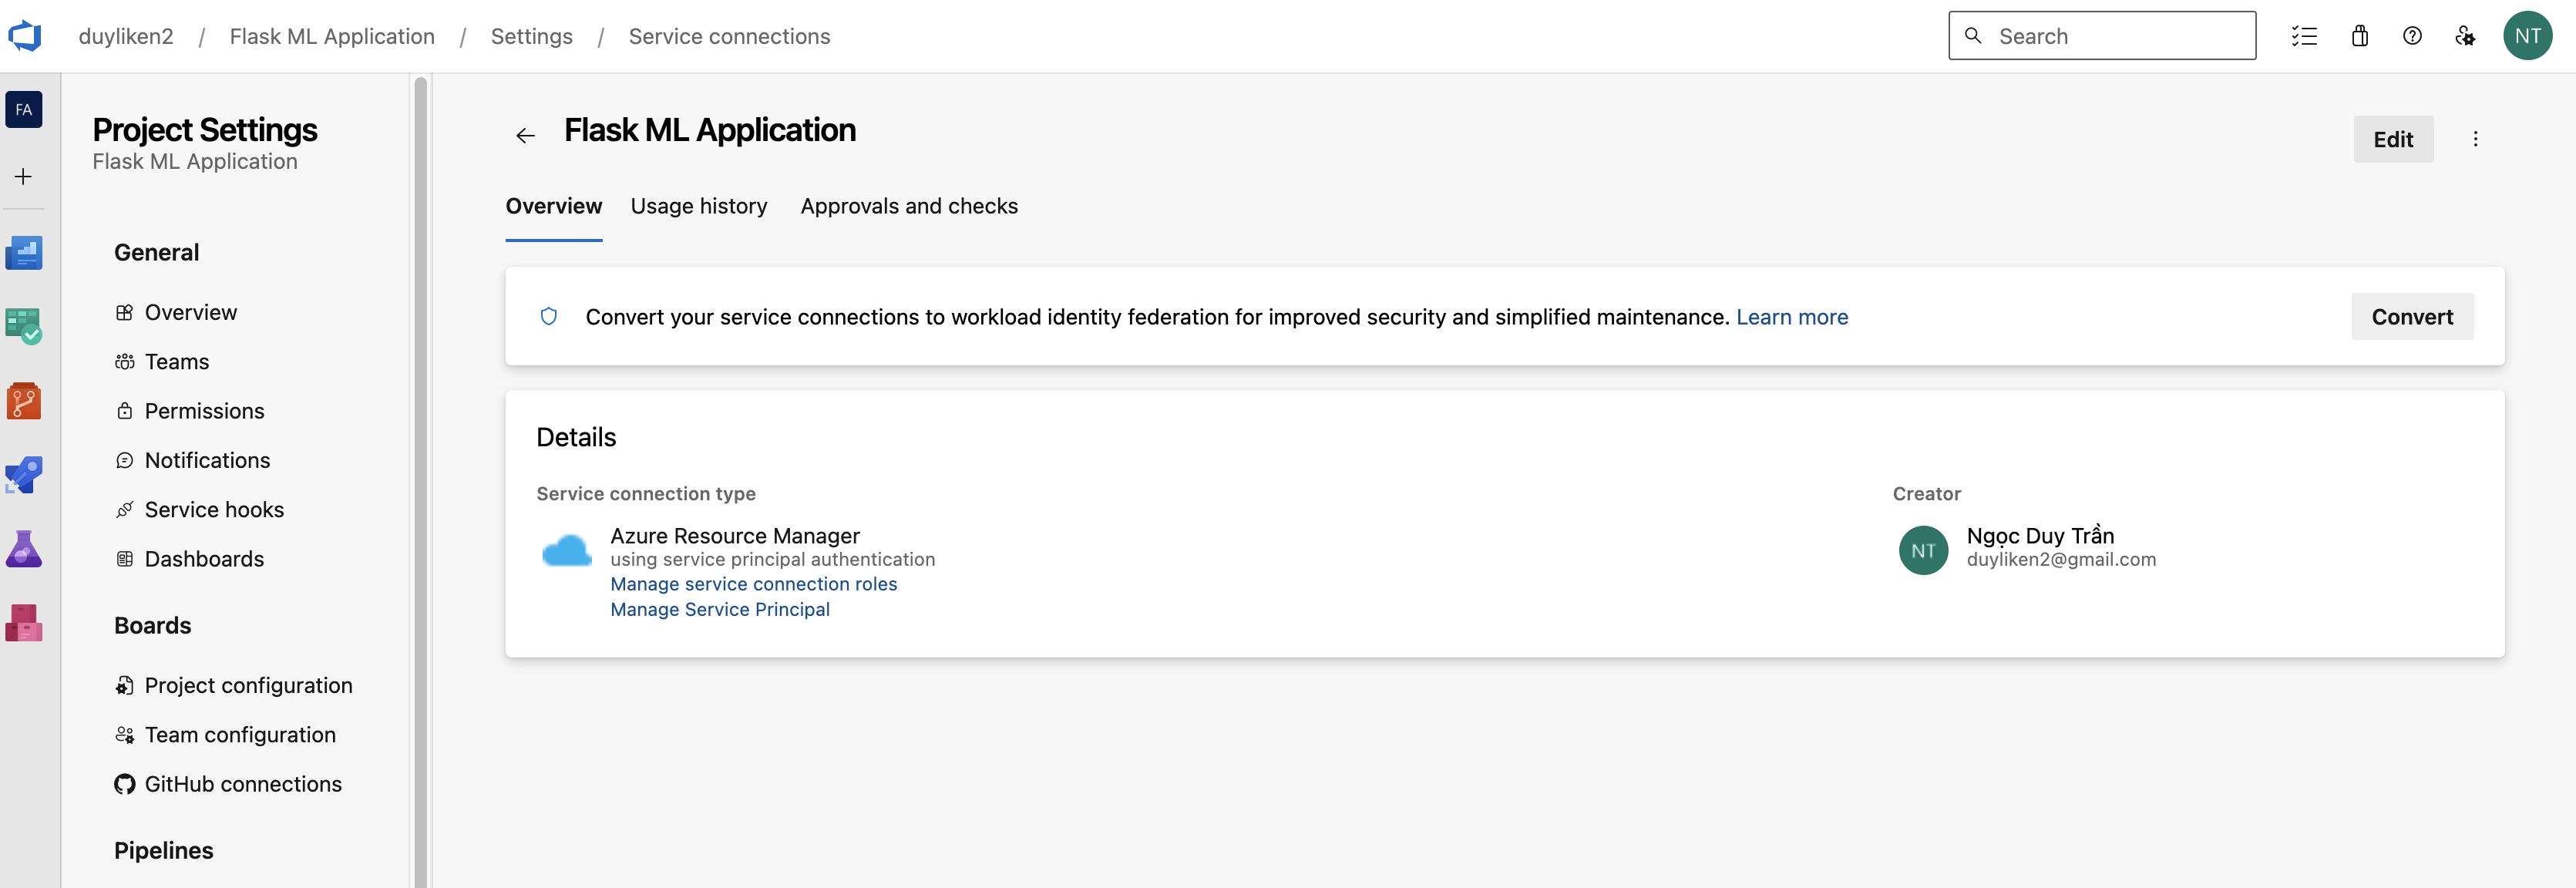 duyliken2 / Flask ML Application / Settings / Service connections
Search
NT
FA
Project Settings
Flask ML Application
General
Overview
Teams
Permissions
Notifications
Service hooks
Dashboards
Boards
Project configuration
Team configuration
GitHub connections
Pipelines
Flask ML Application
Edit
Overview Usage history Approvals and checks
Convert your service connections to workload identity federation for improved security and simplified maintenance. Learn more
Convert
Details
Service connection type
Azure Resource Manager
using service principal authentication
Manage service connection roles
Manage Service Principal
Creator
NT
Ngọc Duy Trần
duyliken2@gmail.com